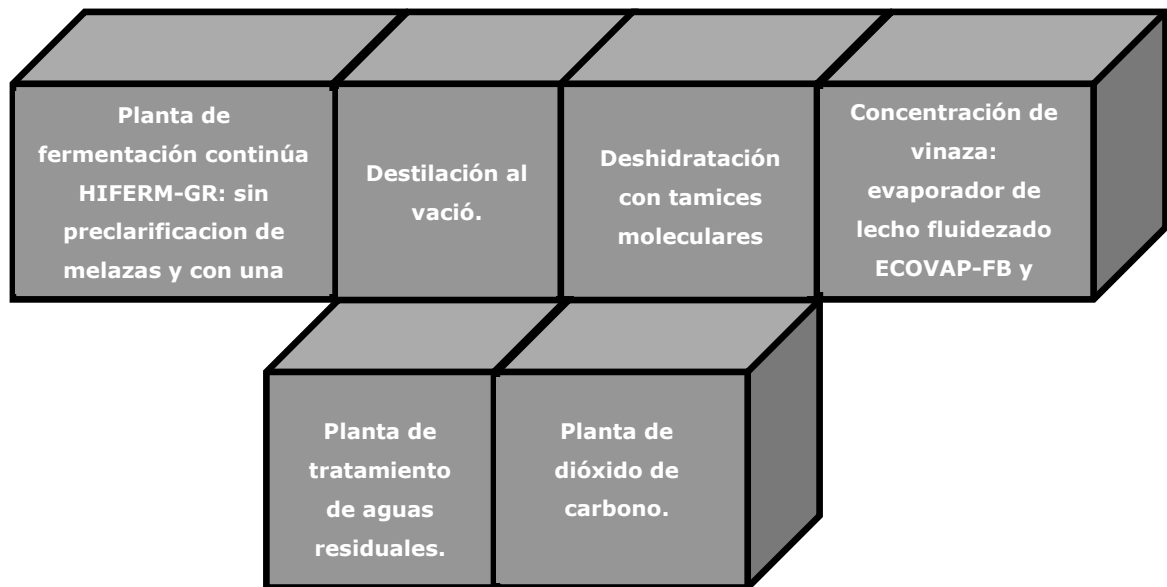 Planta de
fermentación continúa
HIFERM-GR: sin
preclarificacion de
melazas y con una
Destilación al
vació.
Deshidratación
con tamices
moleculares
Concentración de
vinaza:
evaporador de
lecho fluidezado
ECOVAP-FB y
Planta de
tratamiento
de aguas
residuales.
Planta de
dióxido de
carbono.